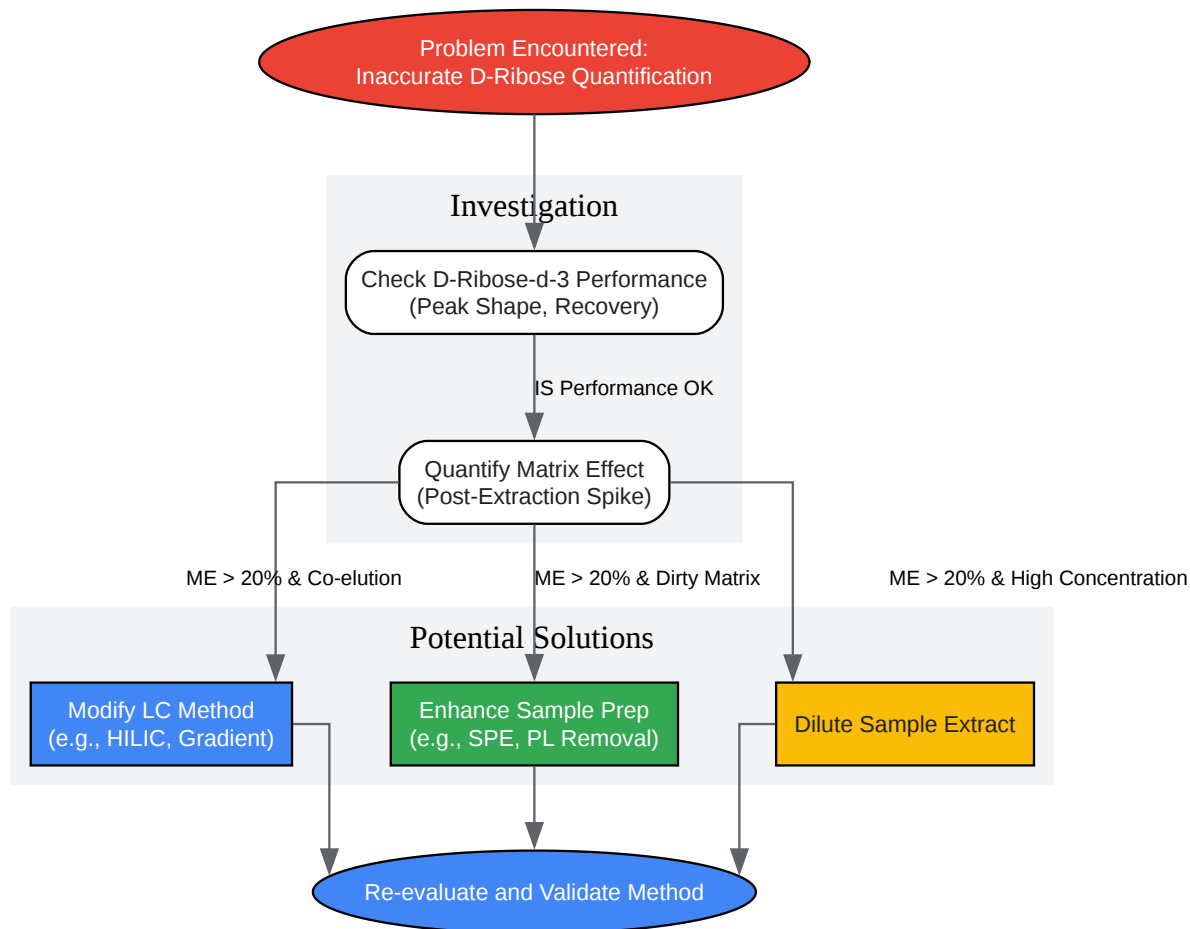 Problem Encountered:
Inaccurate D-Ribose Quantification
Investigation
Check D-Ribose-d-3 Performance
(Peak Shape, Recovery)
IS Performance OK
Quantify Matrix Effect
(Post-Extraction Spike)
ME > 20% & Co-elution
ME > 20% & Dirty Matrix
ME > 20% & High Concentration
Potential Solutions
Modify LC Method
(e.g., HILIC, Gradient)
Enhance Sample Prep
(e.g., SPE, PL Removal)
Dilute Sample Extract
Re-evaluate and Validate Method